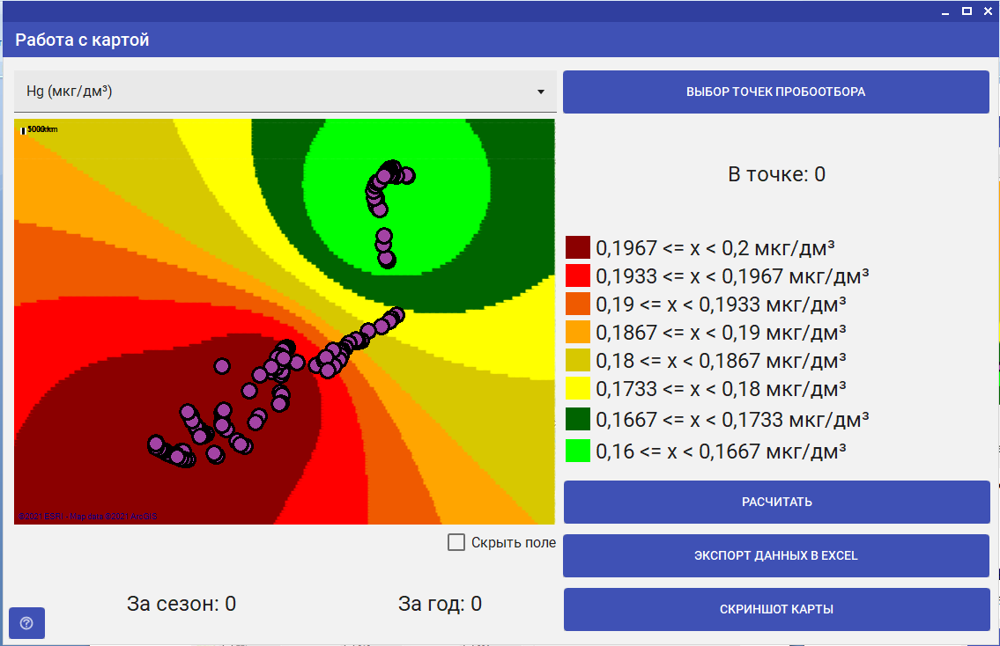 Работа с картой
Hg (мкг/дм³)
ВЫБОР ТОЧЕК ПРОБООТБОРА
В точке: 0
0,1967 <= x < 0,2 мкг/дм³
0,1933 <= x < 0,1967 мкг/дм³
0,19 <= x < 0,1933 мкг/дм³
0,1867 <= x < 0,19 мкг/дм³
0,18 <= x < 0,1867 мкг/дм³
0,1733 <= x < 0,18 мкг/дм³
0,1667 <= x < 0,1733 мкг/дм³
0,16 <= x < 0,1667 мкг/дм³
©2021 ESRI - Map data ©2021 ArcGIS
РАСЧИТАТЬ
Скрыть поле
ЭКСПОРТ ДАННЫХ В EXCEL
За сезон: 0
За год: 0
СКРИНШОТ КАРТЫ